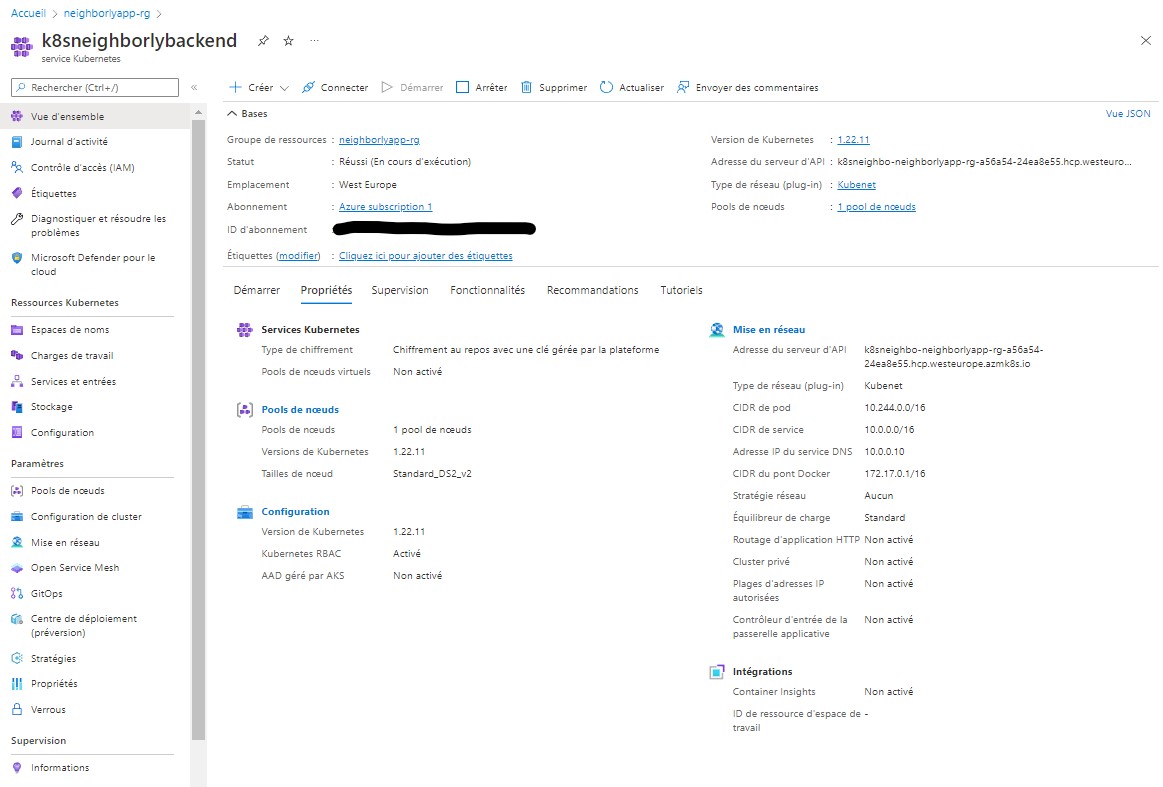 Accueil > neighborlyapp-rg >
k8sneighborlybackend
service Kubernetes
Rechercher (Ctrl+/)
Vue d'ensemble
Journal d'activité
Contrôle d'accès (IAM)
Étiquettes
Diagnostiquer et résoudre les
problèmes
Microsoft Defender pour le
cloud
Ressources Kubernetes
Espaces de noms
Charges de travail
Services et entrées
Stockage
Configuration
Paramètres
Pools de nœuds
Configuration de cluster
Mise en réseau
Open Service Mesh
GitOps
Centre de déploiement
(préversion)
Stratégies
Propriétés
Verrous
Supervision
Informations
Créer Connecter Démarrer Arrêter Supprimer Actualiser Envoyer des commentaires
Bases
Vue JSON
Groupe de ressources : neighborlyapp-rg
Statut : Réussi (En cours d'exécution)
Emplacement : West Europe
Abonnement : Azure subscription 1
ID d'abonnement
Étiquettes (modifier) : Cliquez ici pour ajouter des étiquettes
Version de Kubernetes : 1.22.11
Adresse du serveur d'API : k8sneighbo-neighborlyapp-rg-a56a54-24ea8e55.hcp.westeuro...
Type de réseau (plug-in) : Kubenet
Pools de nœuds : 1 pool de nœuds
Démarrer Propriétés Supervision Fonctionnalités Recommandations Tutoriels
Services Kubernetes
Type de chiffrement Chiffrement au repos avec une clé gérée par la plateforme
Pools de nœuds virtuels Non activé
Pools de nœuds
Pools de nœuds 1 pool de nœuds
Versions de Kubernetes 1.22.11
Tailles de nœud Standard_DS2_v2
Configuration
Version de Kubernetes 1.22.11
Kubernetes RBAC Activé
AAD géré par AKS Non activé
Mise en réseau
Adresse du serveur d'API k8sneighbo-neighborlyapp-rg-a56a54-
24ea8e55.hcp.westeurope.azmk8s.io
Type de réseau (plug-in) Kubenet
CIDR de pod 10.244.0.0/16
CIDR de service 10.0.0.0/16
Adresse IP du service DNS 10.0.0.10
CIDR du pont Docker 172.17.0.1/16
Stratégie réseau Aucun
Équilibreur de charge Standard
Routage d'application HTTP Non activé
Cluster privé Non activé
Plages d'adresses IP Non activé
autorisées
Contrôleur d'entrée de la Non activé
passerelle applicative
Intégrations
Container Insights Non activé
ID de ressource d'espace de -
travail